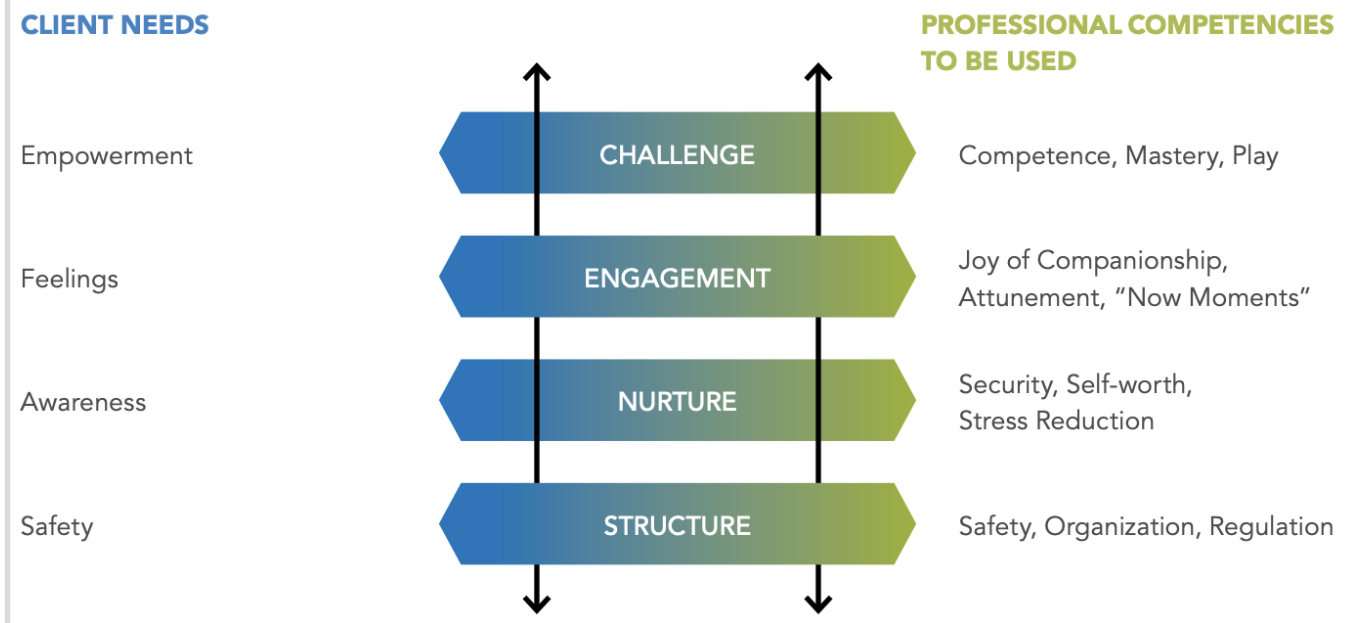 CLIENT NEEDS
PROFESSIONAL COMPETENCIES
TO BE USED
Empowerment
CHALLENGE
Competence, Mastery, Play
Feelings
ENGAGEMENT
Joy of Companionship,
Attunement, “Now Moments”
Awareness
NURTURE
Security, Self-worth,
Stress Reduction
Safety
STRUCTURE
Safety, Organization, Regulation